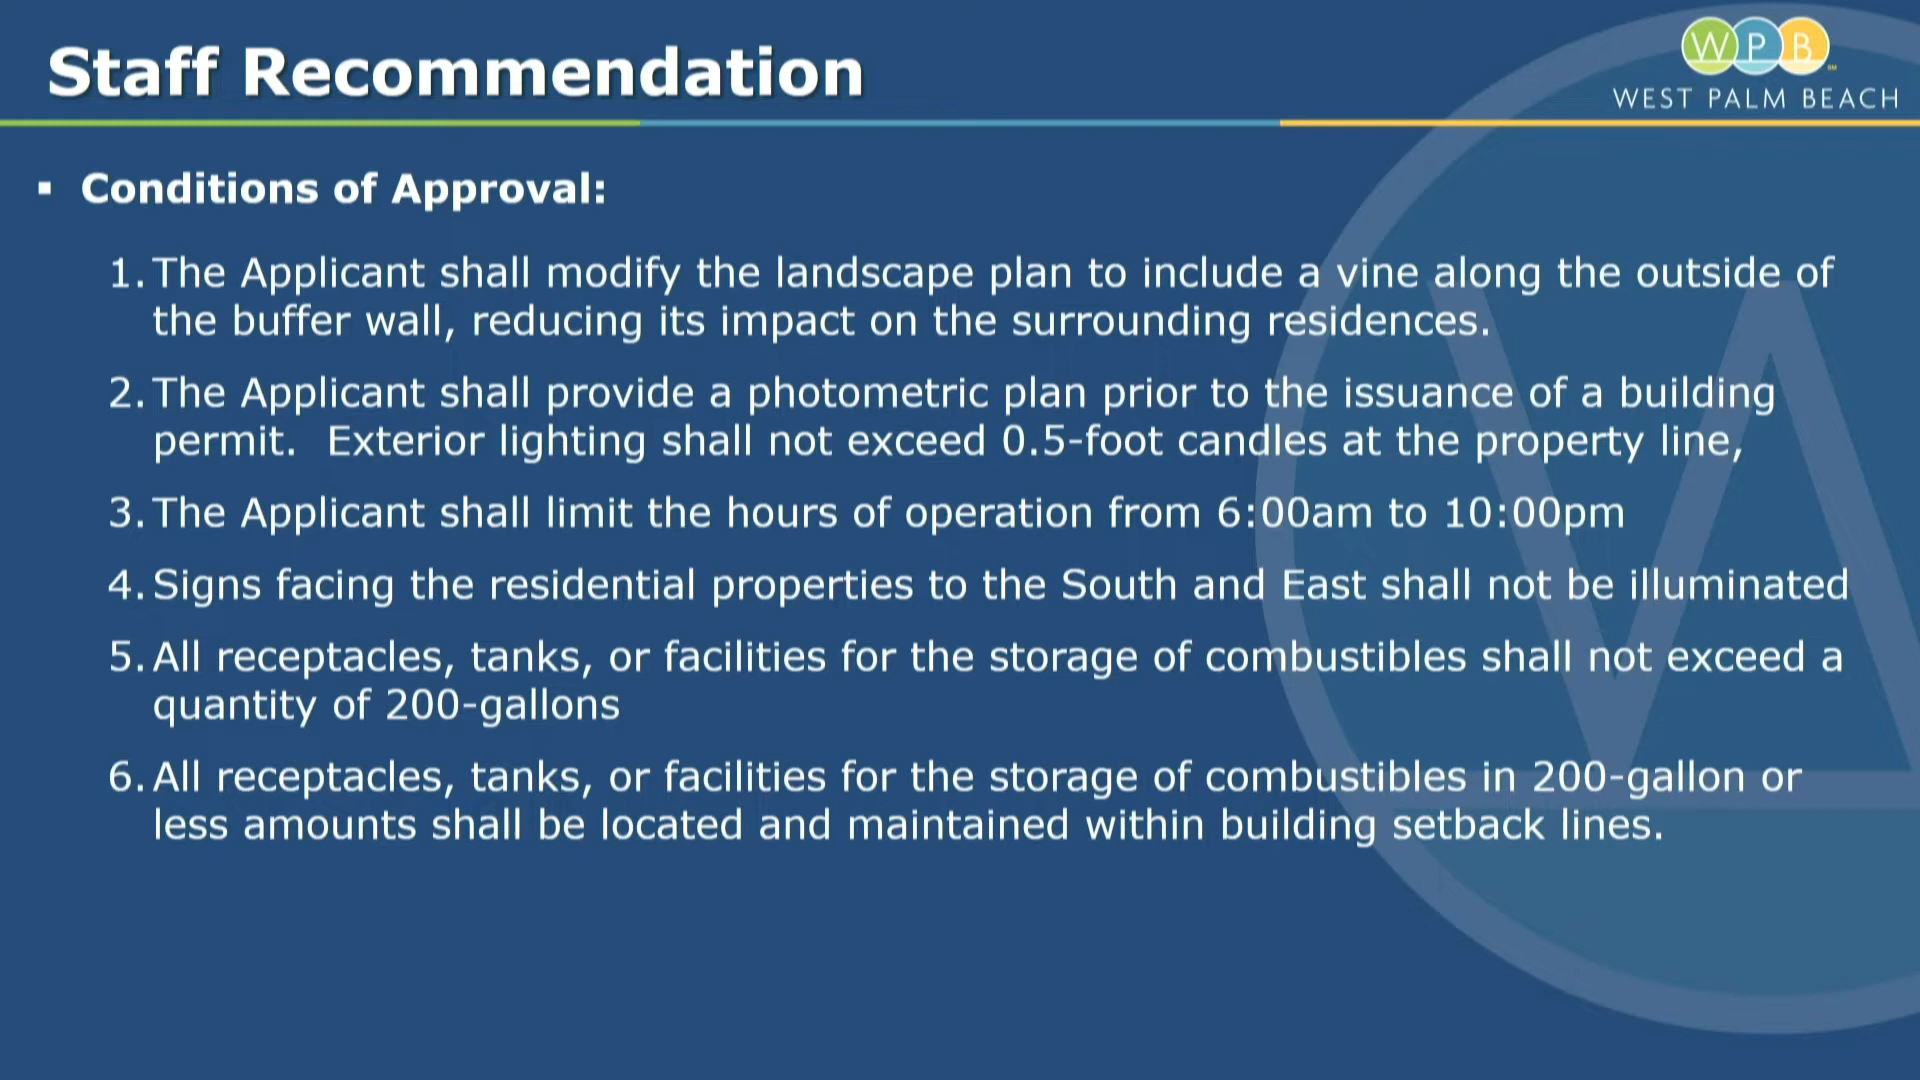 Staff Recommendation
WPB
WEST PALM BEACH
▪ Conditions of Approval:
1. The Applicant shall modify the landscape plan to include a vine along the outside of
the buffer wall, reducing its impact on the surrounding residences.
2. The Applicant shall provide a photometric plan prior to the issuance of a building
permit.  Exterior lighting shall not exceed 0.5-foot candles at the property line,
3. The Applicant shall limit the hours of operation from 6:00am to 10:00pm
4. Signs facing the residential properties to the South and East shall not be illuminated
5. All receptacles, tanks, or facilities for the storage of combustibles shall not exceed a
quantity of 200-gallons
6. All receptacles, tanks, or facilities for the storage of combustibles in 200-gallon or
less amounts shall be located and maintained within building setback lines.